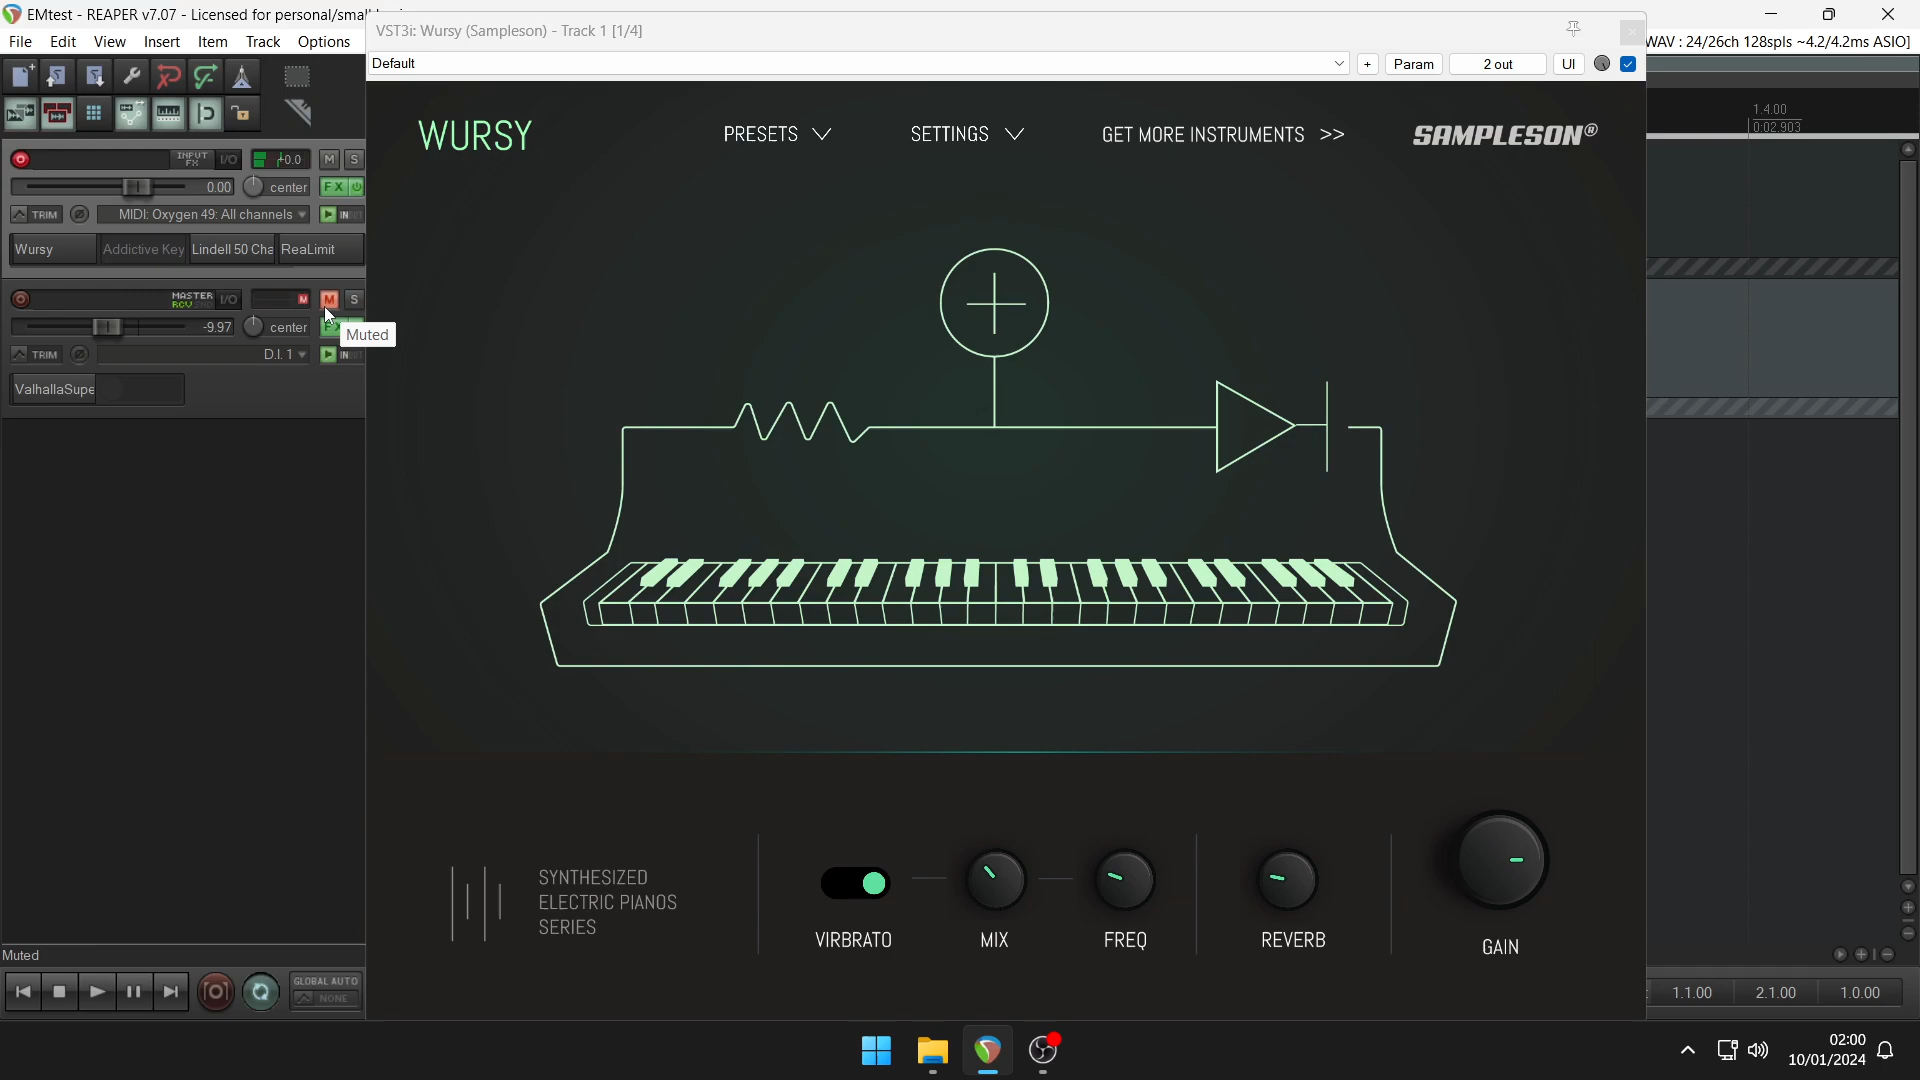 EMtest - REAPER v7.07 - Licensed for personal/small
File Edit View Insert Item Track Options
WAV : 24/26ch 128spls ~4.2/4.2ms ASIO]
VST3i: Wursy (Sampleson) - Track 1 [1/4]
Default
+ Param 2 out UI
WURSY
PRESETS
SETTINGS
GET MORE INSTRUMENTS >>
SAMPLESON®
1.4.00
0:02.903
INPUT FX I/O +0.0 M S
0.00 center FX
TRIM MIDI: Oxygen 49: All channels IN
Wursy Addictive Key Lindell 50 Cha ReaLimit
MASTER RCV I/O M M S
-9.97 center
Muted
TRIM D.I. 1 IN
ValhallaSupe
SYNTHESIZED
ELECTRIC PIANOS
SERIES
VIRBRATO
MIX
FREQ
REVERB
GAIN
Muted
GLOBAL AUTO
NONE
1.1.00 2.1.00 1.0.00
02:00
10/01/2024